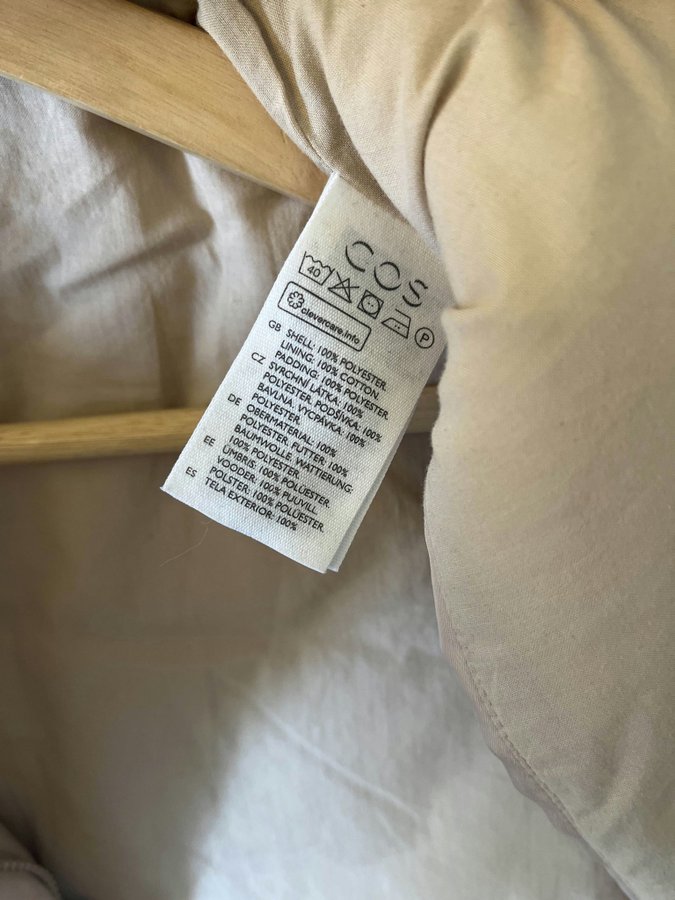 COS
40
P
clevercare.info
GB SHELL: 100% POLYESTER.
LINING: 100% COTTON.
PADDING: 100% POLYESTER.
CZ SVRCHNÍ LÁTKA: 100%
POLYESTER. PODŠÍVKA: 100%
BAVLNA. VÝCPÁVKA: 100%
POLYESTER.
DE OBERMATERIAL: 100%
POLYESTER. FUTTER: 100%
BAUMWOLLE. WATTIERUNG:
100% POLYESTER.
EE ÜMBRIS: 100% POLÜESTER.
VOODER: 100% PUUVILL.
POLSTER: 100% POLÜESTER.
ES TELA EXTERIOR: 100%